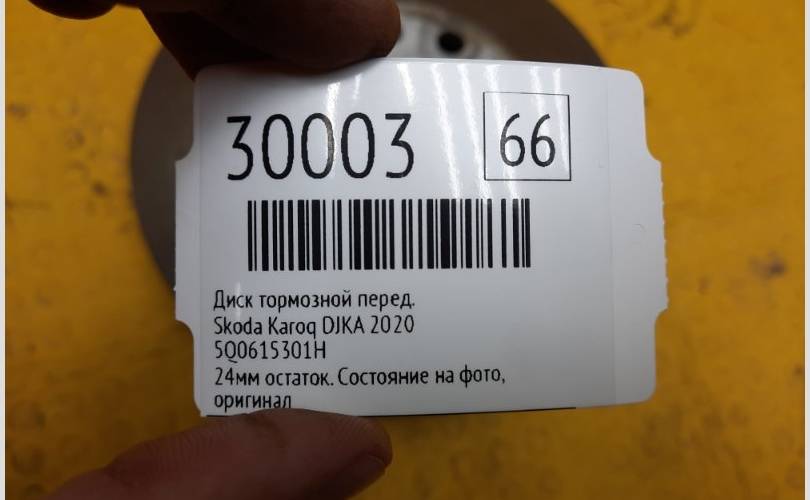 30003 66
Диск тормозной перед.
Skoda Karoq DJKA 2020
5Q0615301H
24мм остаток. Состояние на фото,
оригинал